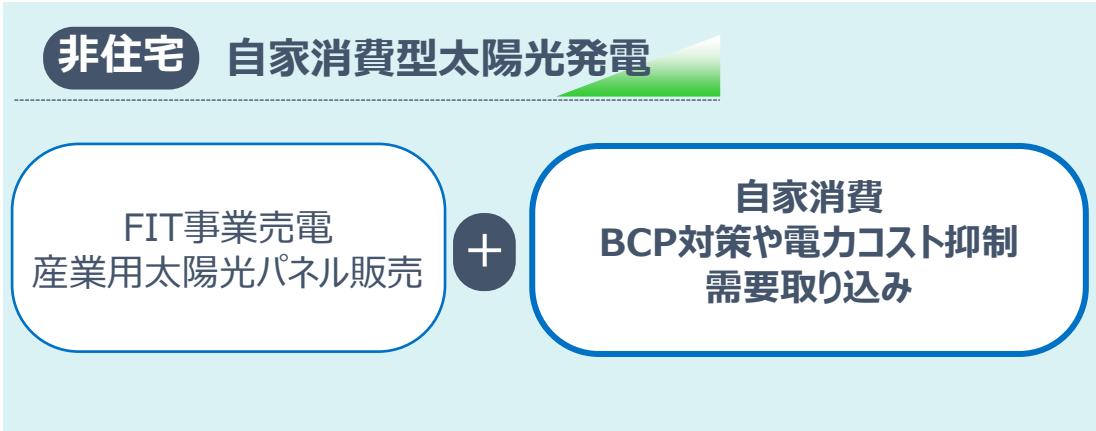 非住宅 自家消費型太陽光発電
FIT事業売電
産業用太陽光パネル販売
＋
自家消費
BCP対策や電力コスト抑制
需要取り込み